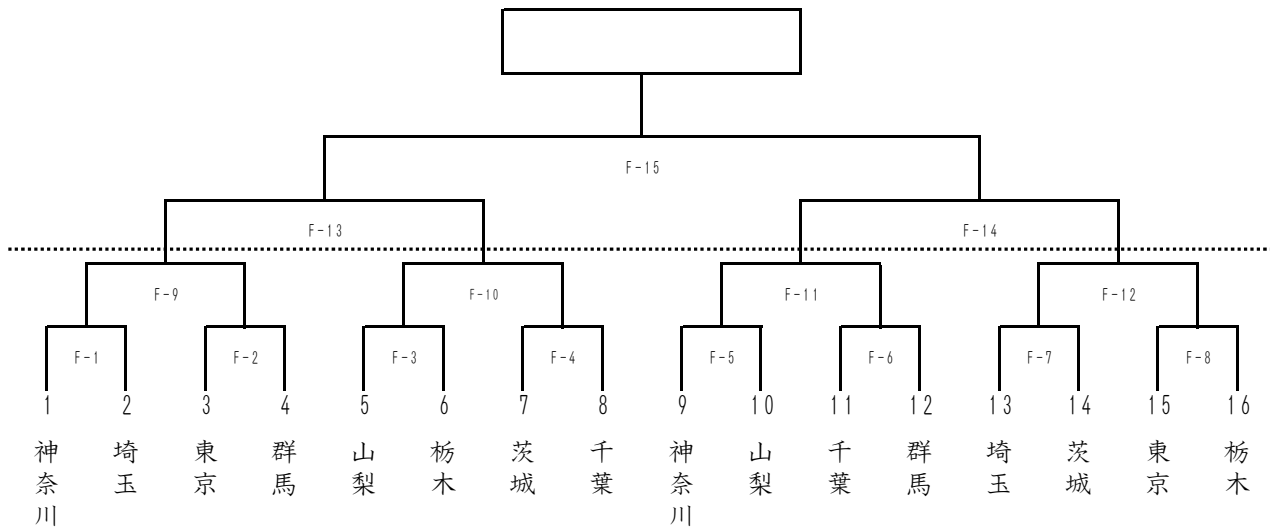 F-15
F-13 F-14
F-9 F-10 F-11 F-12
F-1 F-2 F-3 F-4 F-5 F-6 F-7 F-8
1 2 3 4 5 6 7 8 9 10 11 12 13 14 15 16
神奈川 埼玉 東京 群馬 山梨 栃木 茨城 千葉 神奈川 山梨 千葉 群馬 埼玉 茨城 東京 栃木